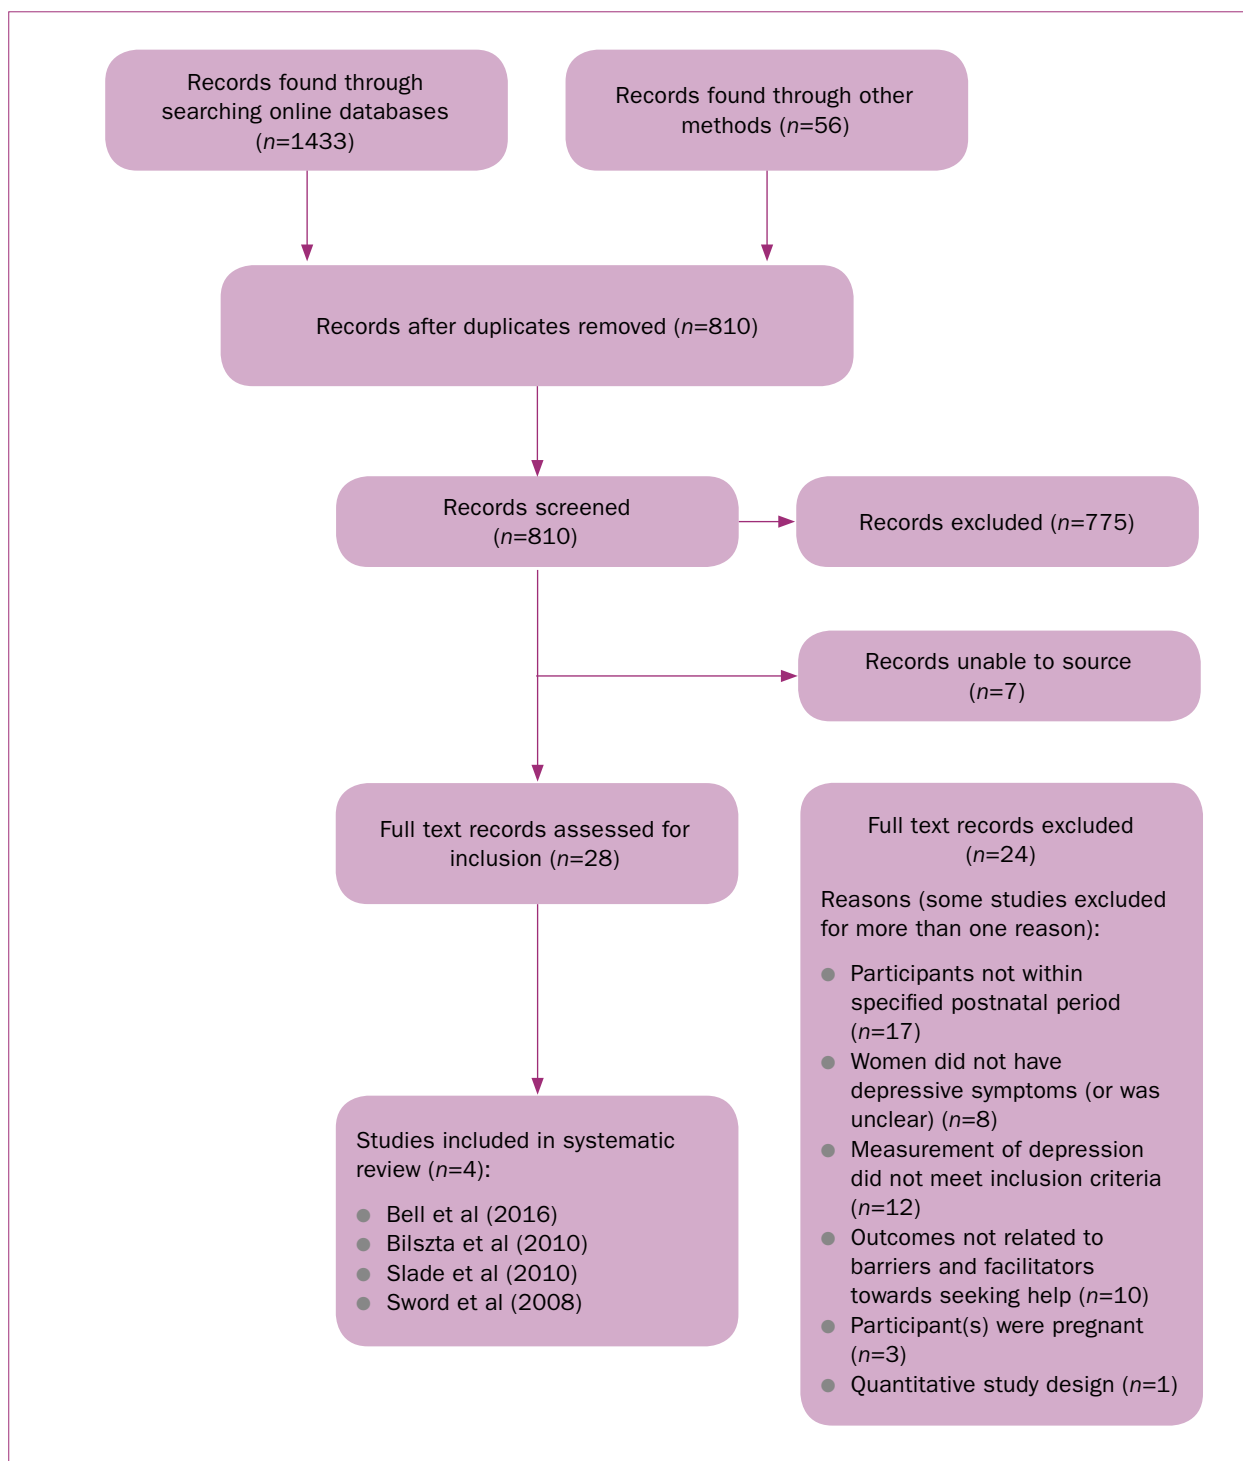 Records found through
searching online databases
(n=1433)
Records found through other
methods (n=56)
Records after duplicates removed (n=810)
Records screened
(n=810)
Records excluded (n=775)
Records unable to source
(n=7)
Full text records assessed for
inclusion (n=28)
Full text records excluded
(n=24)
Reasons (some studies excluded
for more than one reason):
● Participants not within
specified postnatal period
(n=17)
● Women did not have
depressive symptoms (or was
unclear) (n=8)
● Measurement of depression
did not meet inclusion criteria
(n=12)
● Outcomes not related to
barriers and facilitators
towards seeking help (n=10)
● Participant(s) were pregnant
(n=3)
● Quantitative study design (n=1)
Studies included in systematic
review (n=4):
● Bell et al (2016)
● Bilszta et al (2010)
● Slade et al (2010)
● Sword et al (2008)